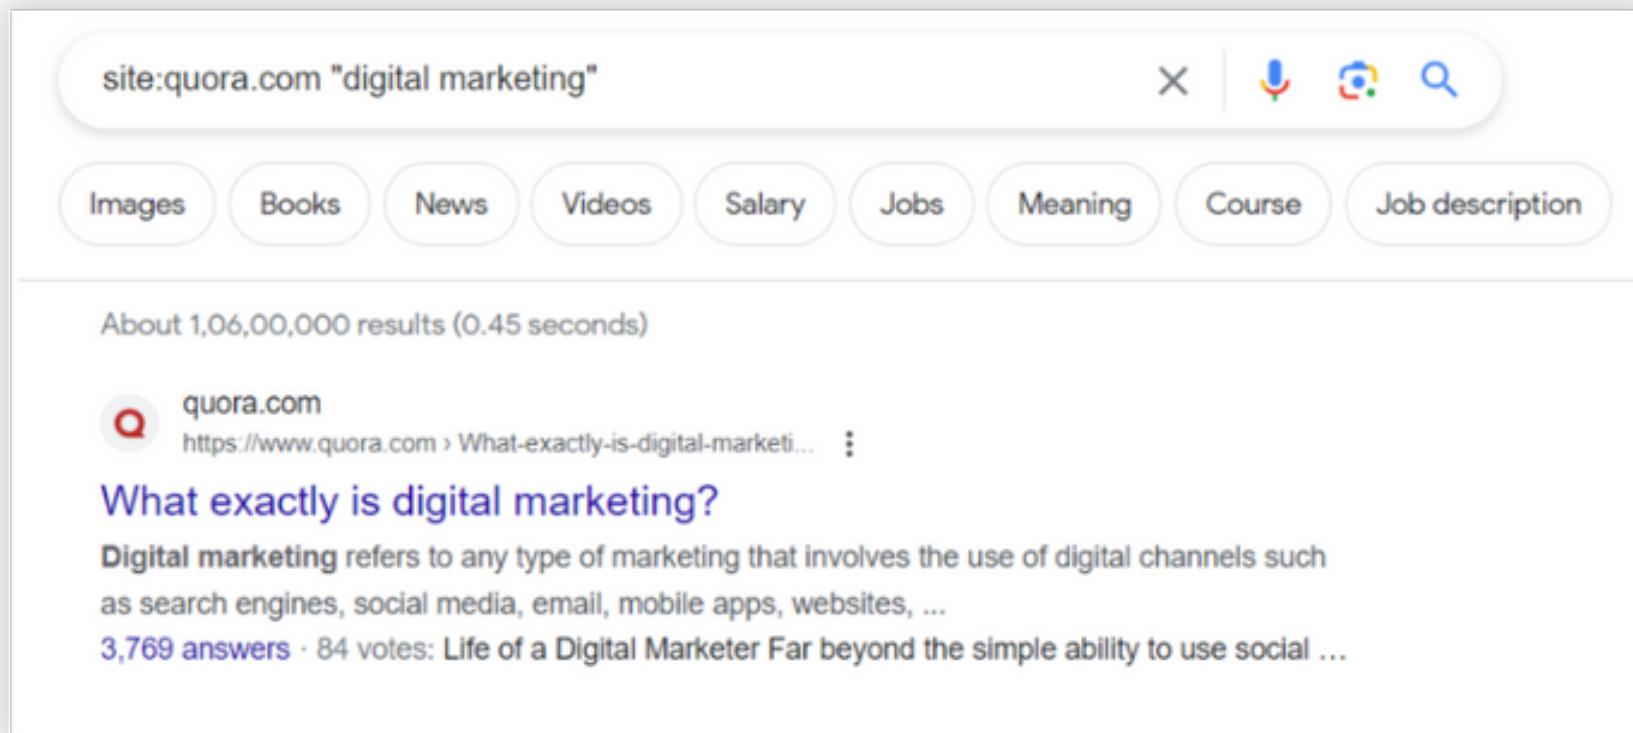 site:quora.com "digital marketing"
Images Books News Videos Salary Jobs Meaning Course Job description
About 1,06,00,000 results (0.45 seconds)
quora.com
https://www.quora.com › What-exactly-is-digital-marketi...
What exactly is digital marketing?
Digital marketing refers to any type of marketing that involves the use of digital channels such
as search engines, social media, email, mobile apps, websites, ...
3,769 answers · 84 votes: Life of a Digital Marketer Far beyond the simple ability to use social ...